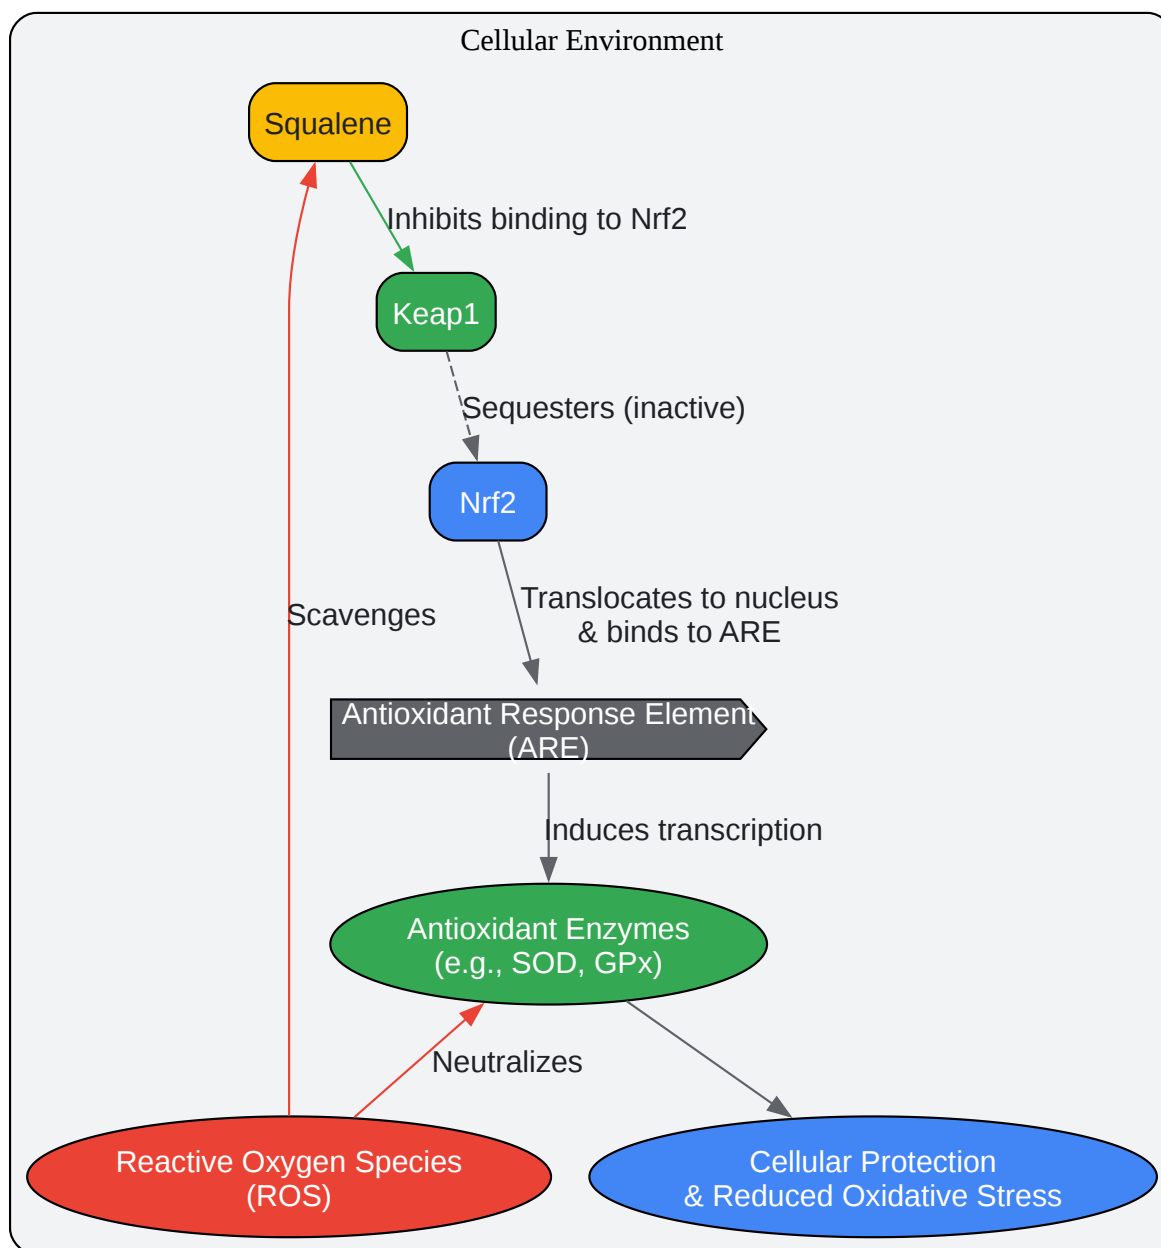 Cellular Environment
Squalene
Inhibits binding to Nrf2
Keap1
Sequesters (inactive)
Nrf2
Translocates to nucleus
& binds to ARE
Scavenges
Antioxidant Response Element
(ARE)
Induces transcription
Antioxidant Enzymes
(e.g., SOD, GPx)
Neutralizes
Reactive Oxygen Species
(ROS)
Cellular Protection
& Reduced Oxidative Stress